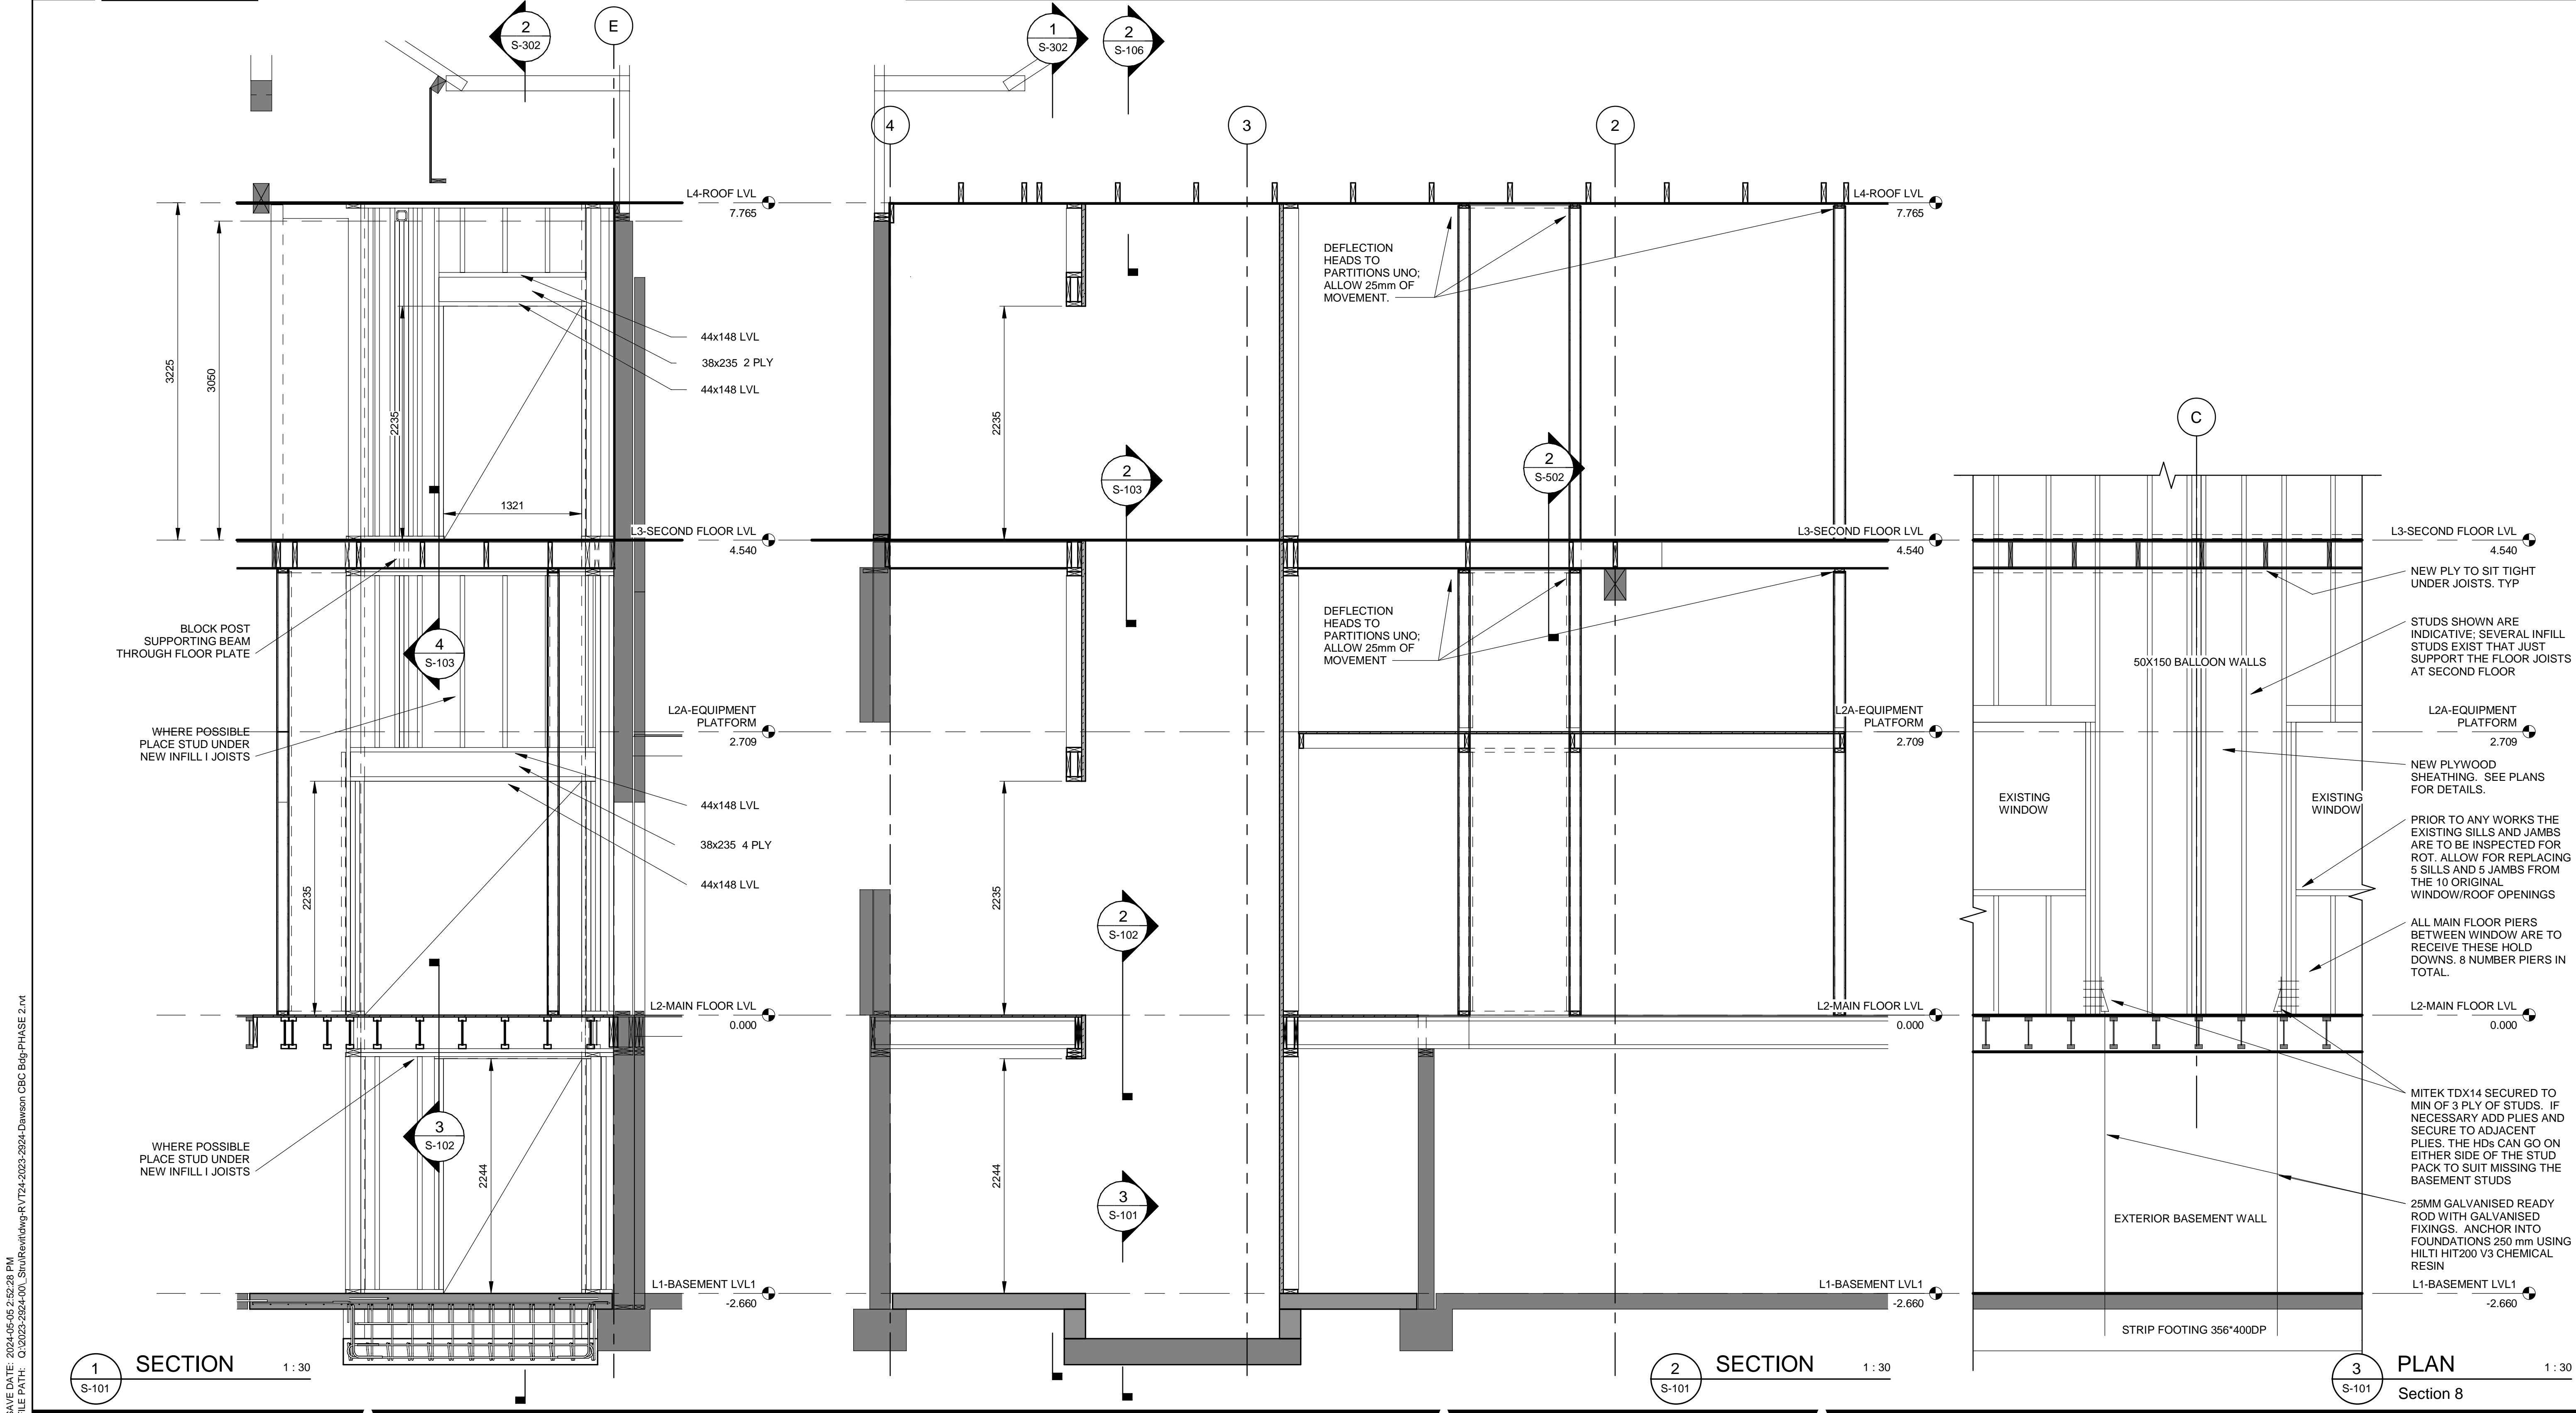 SAVE DATE: 2024-05-05 2:52:28 PM
FILE PATH: Q:\2023-2924-00\_Stru\Revit\dwg-RVT24-2023-2924-Dawson CBC Bdg-PHASE 2.rvt
2
S-302
E
L4-ROOF LVL
7.765
3225
3050
2235
44x148 LVL
38x235 2 PLY
44x148 LVL
1321
L3-SECOND FLOOR LVL
4.540
BLOCK POST
SUPPORTING BEAM
THROUGH FLOOR PLATE
4
S-103
WHERE POSSIBLE
PLACE STUD UNDER
NEW INFILL I JOISTS
L2A-EQUIPMENT
PLATFORM
2.709
44x148 LVL
38x235 4 PLY
44x148 LVL
2235
L2-MAIN FLOOR LVL
0.000
WHERE POSSIBLE
PLACE STUD UNDER
NEW INFILL I JOISTS
3
S-102
2244
L1-BASEMENT LVL1
-2.660
1
S-101
SECTION
1 : 30
1
S-302
2
S-106
4
3
2
L4-ROOF LVL
7.765
DEFLECTION
HEADS TO
PARTITIONS UNO;
ALLOW 25mm OF
MOVEMENT.
2235
2
S-103
2
S-502
L3-SECOND FLOOR LVL
4.540
DEFLECTION
HEADS TO
PARTITIONS UNO;
ALLOW 25mm OF
MOVEMENT
L2A-EQUIPMENT
PLATFORM
2.709
2235
2
S-102
L2-MAIN FLOOR LVL
0.000
2244
3
S-101
L1-BASEMENT LVL1
-2.660
2
S-101
SECTION
1 : 30
C
L3-SECOND FLOOR LVL
4.540
NEW PLY TO SIT TIGHT
UNDER JOISTS. TYP
STUDS SHOWN ARE
INDICATIVE; SEVERAL INFILL
STUDS EXIST THAT JUST
SUPPORT THE FLOOR JOISTS
AT SECOND FLOOR
50X150 BALLOON WALLS
L2A-EQUIPMENT
PLATFORM
2.709
NEW PLYWOOD
SHEATHING. SEE PLANS
FOR DETAILS.
EXISTING
WINDOW
EXISTING
WINDOW
PRIOR TO ANY WORKS THE
EXISTING SILLS AND JAMBS
ARE TO BE INSPECTED FOR
ROT. ALLOW FOR REPLACING
5 SILLS AND 5 JAMBS FROM
THE 10 ORIGINAL
WINDOW/ROOF OPENINGS
ALL MAIN FLOOR PIERS
BETWEEN WINDOW ARE TO
RECEIVE THESE HOLD
DOWNS. 8 NUMBER PIERS IN
TOTAL.
L2-MAIN FLOOR LVL
0.000
MITEK TDX14 SECURED TO
MIN OF 3 PLY OF STUDS. IF
NECESSARY ADD PLIES AND
SECURE TO ADJACENT
PLIES. THE HDs CAN GO ON
EITHER SIDE OF THE STUD
PACK TO SUIT MISSING THE
BASEMENT STUDS
25MM GALVANISED READY
ROD WITH GALVANISED
FIXINGS. ANCHOR INTO
FOUNDATIONS 250 mm USING
HILTI HIT200 V3 CHEMICAL
RESIN
EXTERIOR BASEMENT WALL
L1-BASEMENT LVL1
-2.660
STRIP FOOTING 356*400DP
3
S-101
PLAN
1 : 30
Section 8